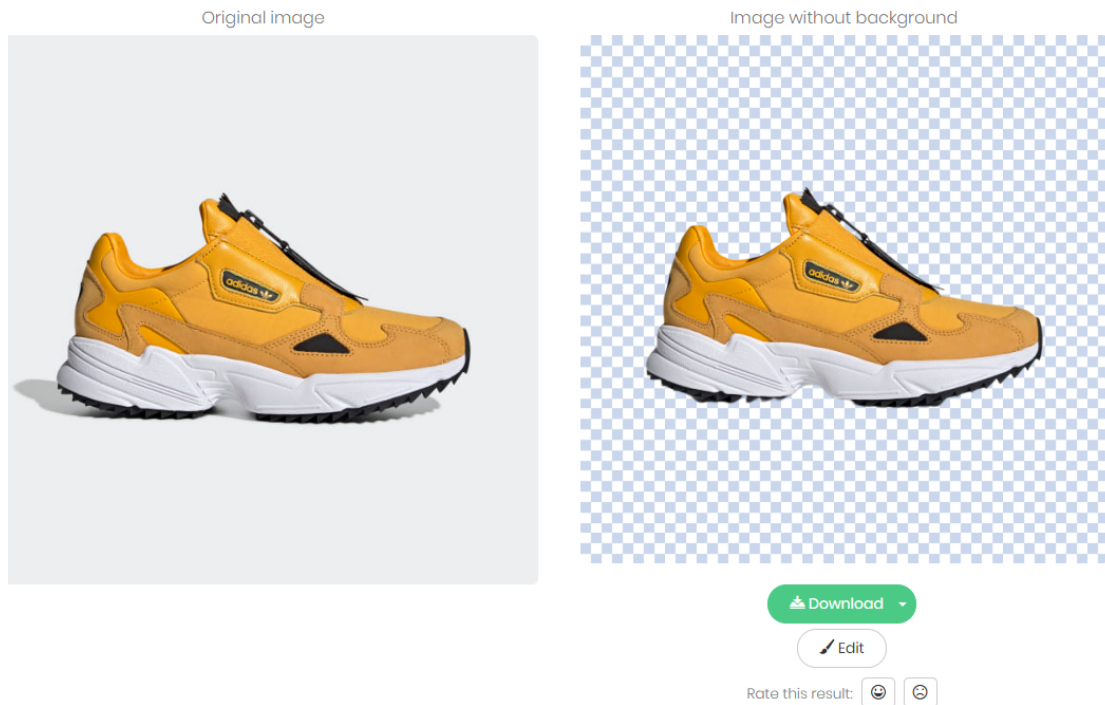 Original image
Image without background
adidas
adidas
Download
Edit
Rate this result: